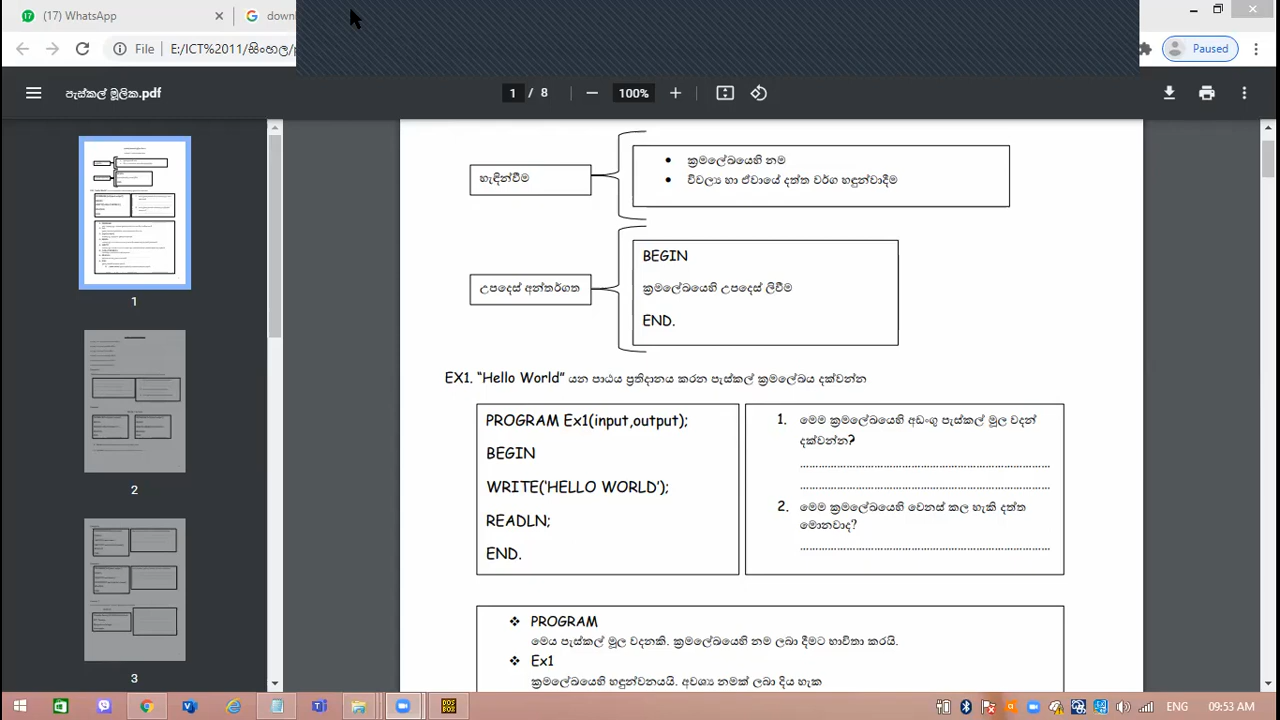 (17) WhatsApp
downl
File
E:/ICT%2011/සිංහල/
Paused
පැස්කල් මූලික.pdf
1 / 8
100%
හැඳින්වීම
ක්‍රමලේඛයෙහි නම
විචල්‍ය හා ඒවායේ දත්ත වර්ග හඳුන්වාදීම
උපදෙස් අන්තර්ගත
BEGIN
ක්‍රමලේඛයෙහි උපදෙස් ලිවීම
END.
EX1. “Hello World” යන පාඨය ප්‍රතිදානය කරන පැස්කල් ක්‍රමලේඛය දක්වන්න
PROGRAM Ex1(input,output);
BEGIN
WRITE('HELLO WORLD');
READLN;
END.
1. මෙම ක්‍රමලේඛයෙහි අඩංගු පැස්කල් මූල වදන්
දක්වන්න?
2. මෙම ක්‍රමලේඛයෙහි වෙනස් කල හැකි දත්ත
මොනවාද?
PROGRAM
මෙය පැස්කල් මූල වදනකි. ක්‍රමලේඛයෙහි නම ලබා දීමට භාවිතා කරයි.
Ex1
ක්‍රමලේඛයෙහි හඳුන්වනයයි. අවශ්‍ය නමක් ලබා දිය හැක
1
2
3
ENG
09:53 AM